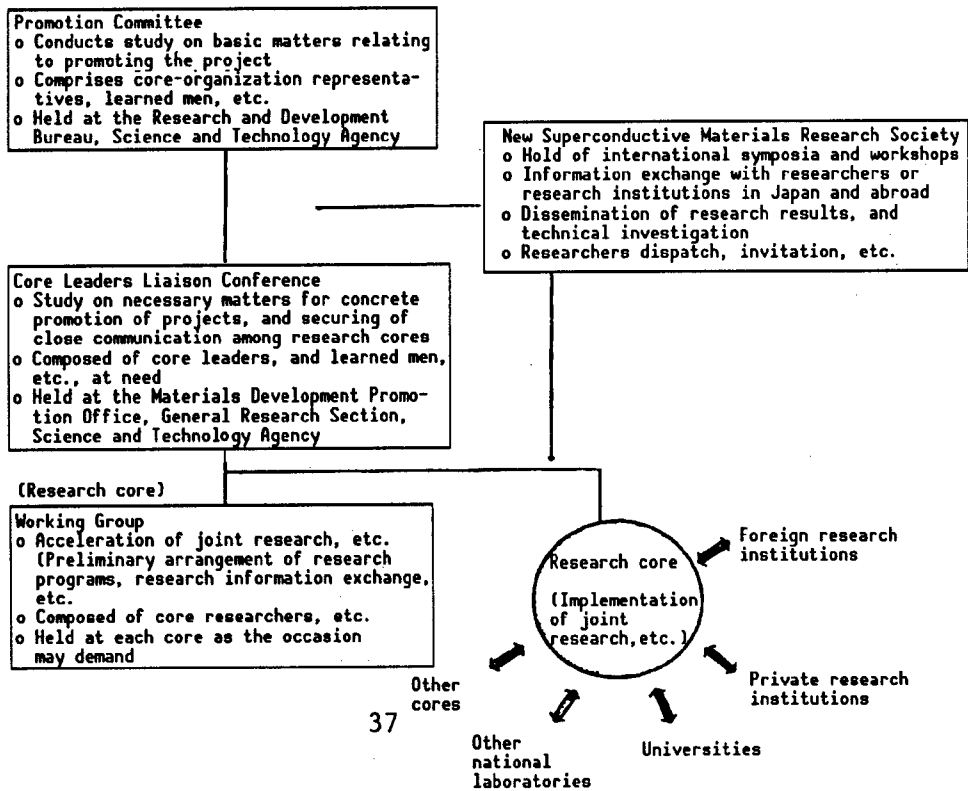 Promotion Committee
o Conducts study on basic matters relating
to promoting the project
o Comprises core-organization representa-
tives, learned men, etc.
o Held at the Research and Development
Bureau, Science and Technology Agency
New Superconductive Materials Research Society
o Hold of international symposia and workshops
o Information exchange with researchers or
research institutions in Japan and abroad
o Dissemination of research results, and
technical investigation
o Researchers dispatch, invitation, etc.
Core Leaders Liaison Conference
o Study on necessary matters for concrete
promotion of projects, and securing of
close communication among research cores
o Composed of core leaders, and learned men,
etc., at need
o Held at the Materials Development Promo-
tion Office, General Research Section,
Science and Technology Agency
(Research core)
Working Group
o Acceleration of joint research, etc.
(Preliminary arrangement of research
programs, research information exchange,
etc.
o Composed of core researchers, etc.
o Held at each core as the occasion
may demand
Research core
(Implementation
of joint
research,etc.)
Foreign research
institutions
Private research
institutions
Universities
Other
national
laboratories
Other
cores
37